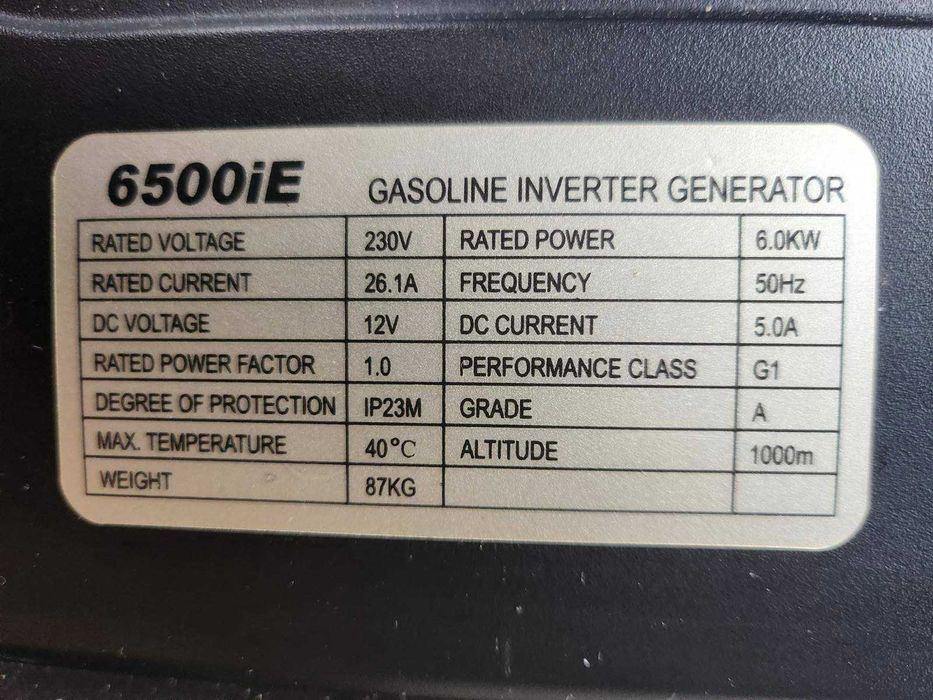 6500iE GASOLINE INVERTER GENERATOR
RATED VOLTAGE 230V RATED POWER 6.0KW
RATED CURRENT 26.1A FREQUENCY 50Hz
DC VOLTAGE 12V DC CURRENT 5.0A
RATED POWER FACTOR 1.0 PERFORMANCE CLASS G1
DEGREE OF PROTECTION IP23M GRADE A
MAX. TEMPERATURE 40°C ALTITUDE 1000m
WEIGHT 87KG